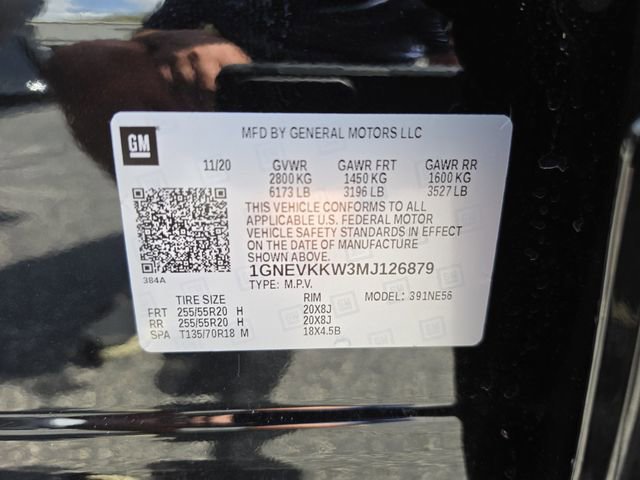 GM
MFD BY GENERAL MOTORS LLC
11/20 GVWR GAWR FRT GAWR RR
2800 KG 1450 KG 1600 KG
6173 LB 3196 LB 3527 LB
THIS VEHICLE CONFORMS TO ALL
APPLICABLE U.S. FEDERAL MOTOR
VEHICLE SAFETY STANDARDS IN EFFECT
ON THE DATE OF MANUFACTURE
SHOWN ABOVE.
384A
1GNEVKKW3MJ126879
TYPE: M.P.V.
TIRE SIZE RIM MODEL: 391NE56
FRT 255/55R20 H 20X8J
RR 255/55R20 H 20X8J
SPA T135/70R18 M 18X4.5B